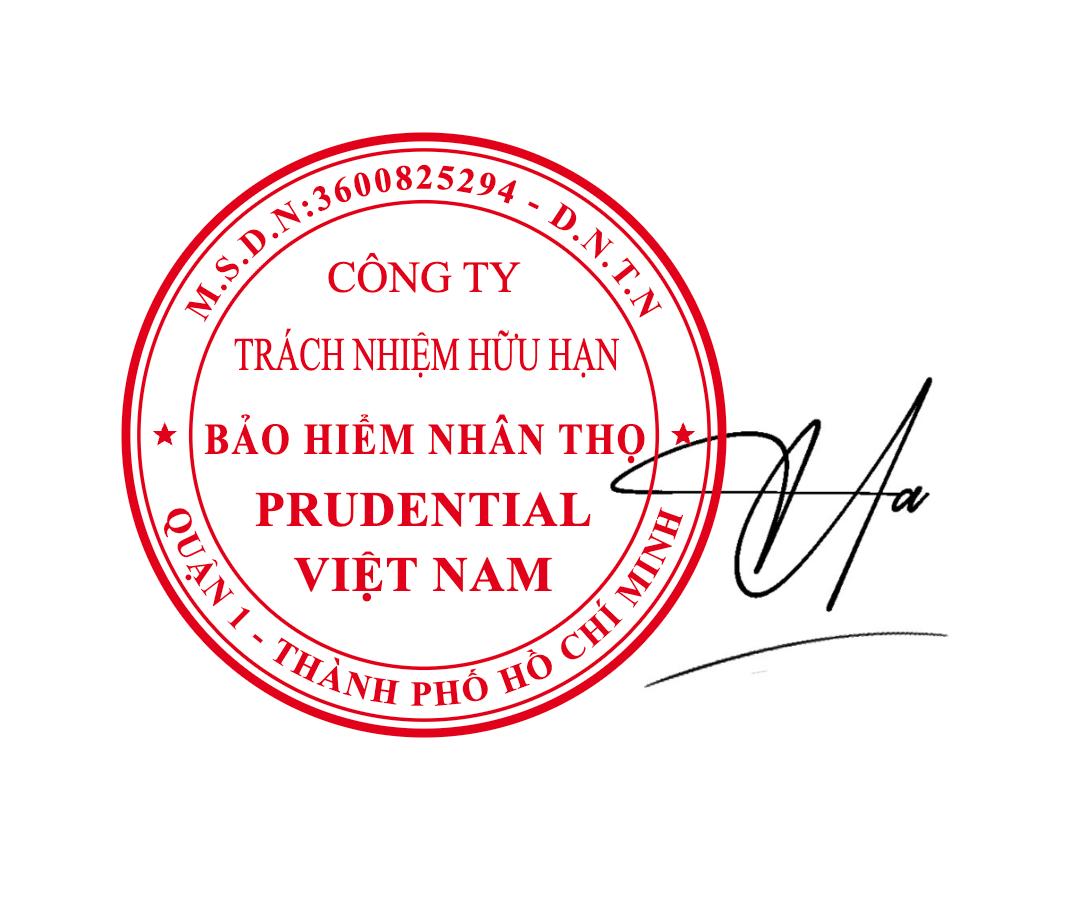 M.S.D.N:3600825294 - D.N.T.N
CÔNG TY
TRÁCH NHIỆM HỮU HẠN
BẢO HIỂM NHÂN THỌ
PRUDENTIAL
VIỆT NAM
QUẬN 1 - THÀNH PHỐ HỒ CHÍ MINH